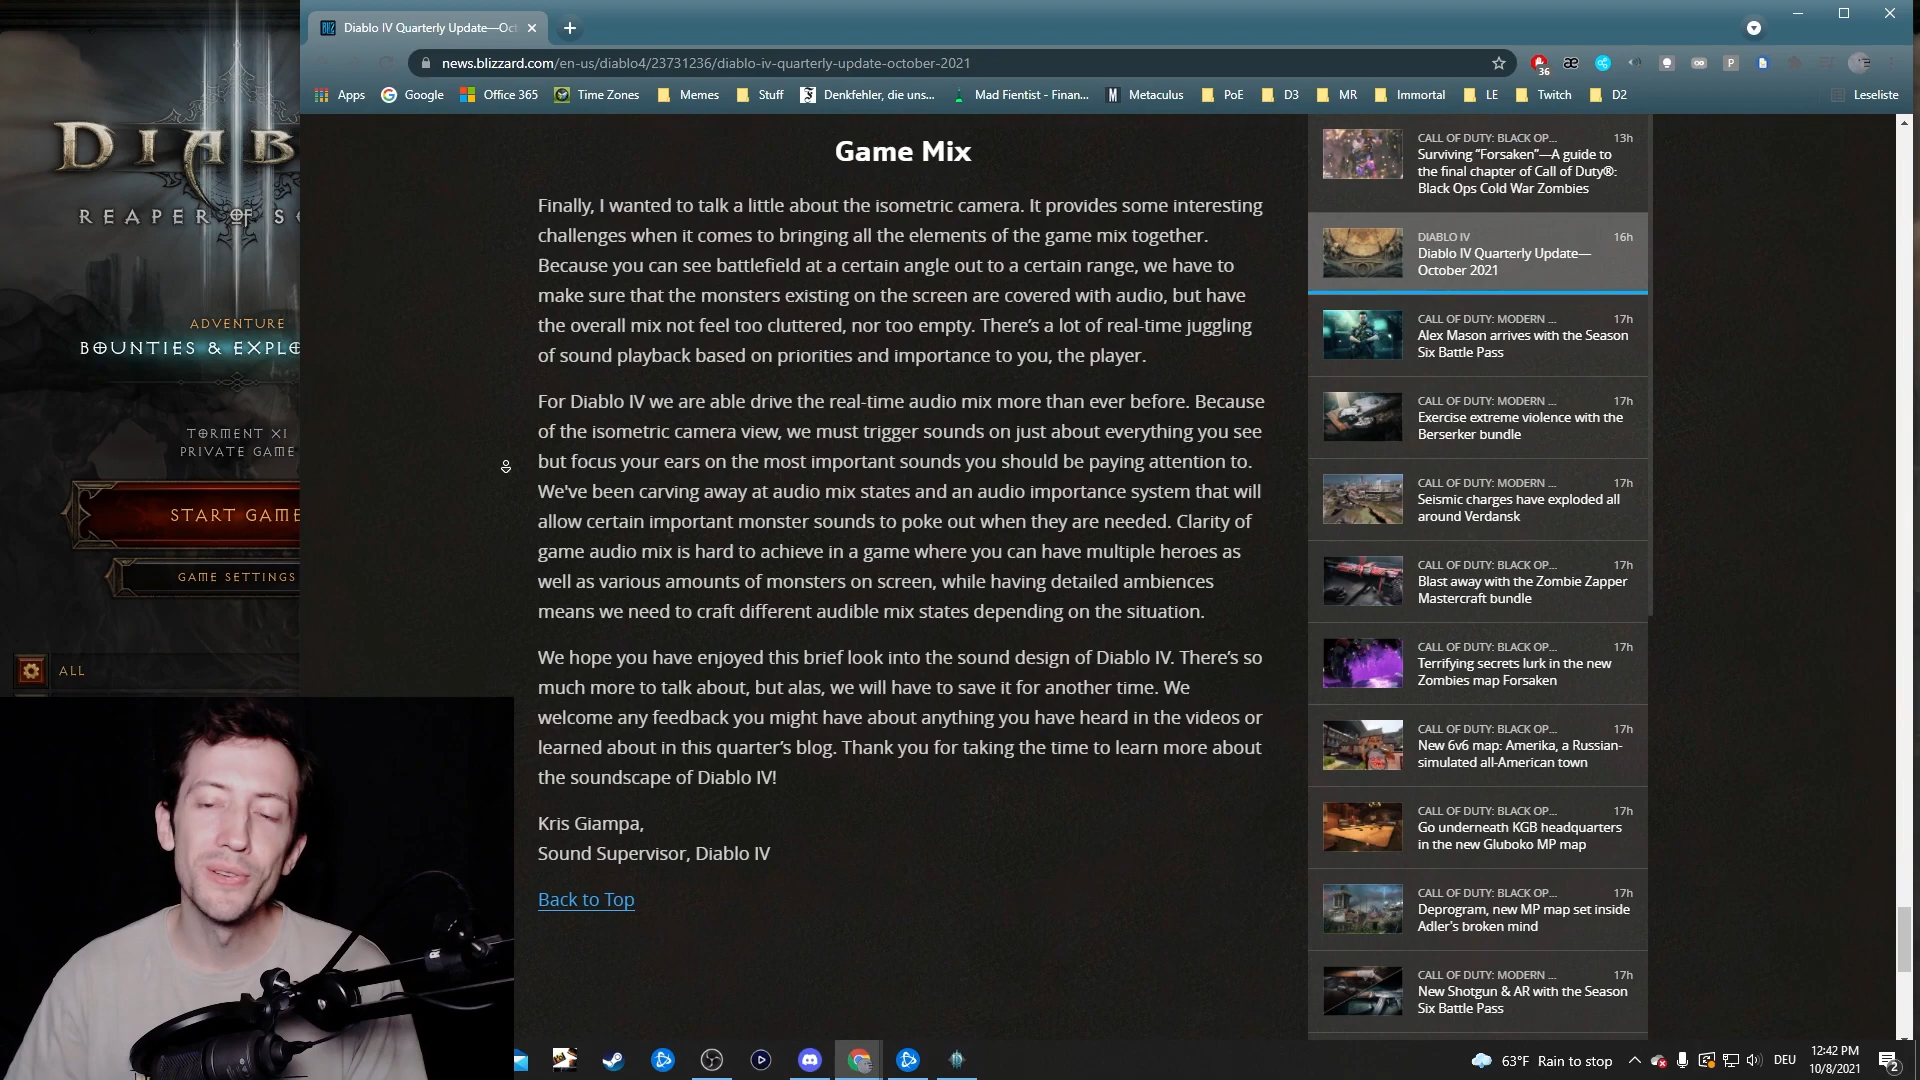 Diablo IV Quarterly Update—Oct
news.blizzard.com/en-us/diablo4/23731236/diablo-iv-quarterly-update-october-2021
36
Apps
Google
Office 365
Time Zones
Memes
Stuff
Denkfehler, die uns...
Mad Fientist - Finan...
Metaculus
PoE
D3
MR
Immortal
LE
Twitch
D2
Leseliste
DIAB
REAPER OF S
ADVENTURE
BOUNTIES & EXPLO
TORMENT XI
PRIVATE GAME
START GAME
GAME SETTINGS
ALL
Game Mix
Finally, I wanted to talk a little about the isometric camera. It provides some interesting
challenges when it comes to bringing all the elements of the game mix together.
Because you can see battlefield at a certain angle out to a certain range, we have to
make sure that the monsters existing on the screen are covered with audio, but have
the overall mix not feel too cluttered, nor too empty. There's a lot of real-time juggling
of sound playback based on priorities and importance to you, the player.
For Diablo IV we are able drive the real-time audio mix more than ever before. Because
of the isometric camera view, we must trigger sounds on just about everything you see
but focus your ears on the most important sounds you should be paying attention to.
We've been carving away at audio mix states and an audio importance system that will
allow certain important monster sounds to poke out when they are needed. Clarity of
game audio mix is hard to achieve in a game where you can have multiple heroes as
well as various amounts of monsters on screen, while having detailed ambiences
means we need to craft different audible mix states depending on the situation.
We hope you have enjoyed this brief look into the sound design of Diablo IV. There's so
much more to talk about, but alas, we will have to save it for another time. We
welcome any feedback you might have about anything you have heard in the videos or
learned about in this quarter's blog. Thank you for taking the time to learn more about
the soundscape of Diablo IV!
Kris Giampa,
Sound Supervisor, Diablo IV
Back to Top
CALL OF DUTY: BLACK OP... 13h
Surviving “Forsaken”—A guide to
the final chapter of Call of Duty®:
Black Ops Cold War Zombies
DIABLO IV 16h
Diablo IV Quarterly Update—
October 2021
CALL OF DUTY: MODERN ... 17h
Alex Mason arrives with the Season
Six Battle Pass
CALL OF DUTY: MODERN ... 17h
Exercise extreme violence with the
Berserker bundle
CALL OF DUTY: MODERN ... 17h
Seismic charges have exploded all
around Verdansk
CALL OF DUTY: BLACK OP... 17h
Blast away with the Zombie Zapper
Mastercraft bundle
CALL OF DUTY: BLACK OP... 17h
Terrifying secrets lurk in the new
Zombies map Forsaken
CALL OF DUTY: BLACK OP... 17h
New 6v6 map: Amerika, a Russian-
simulated all-American town
CALL OF DUTY: BLACK OP... 17h
Go underneath KGB headquarters
in the new Gluboko MP map
CALL OF DUTY: BLACK OP... 17h
Deprogram, new MP map set inside
Adler's broken mind
CALL OF DUTY: MODERN ... 17h
New Shotgun & AR with the Season
Six Battle Pass
63°F Rain to stop
DEU
12:42 PM
10/8/2021
2